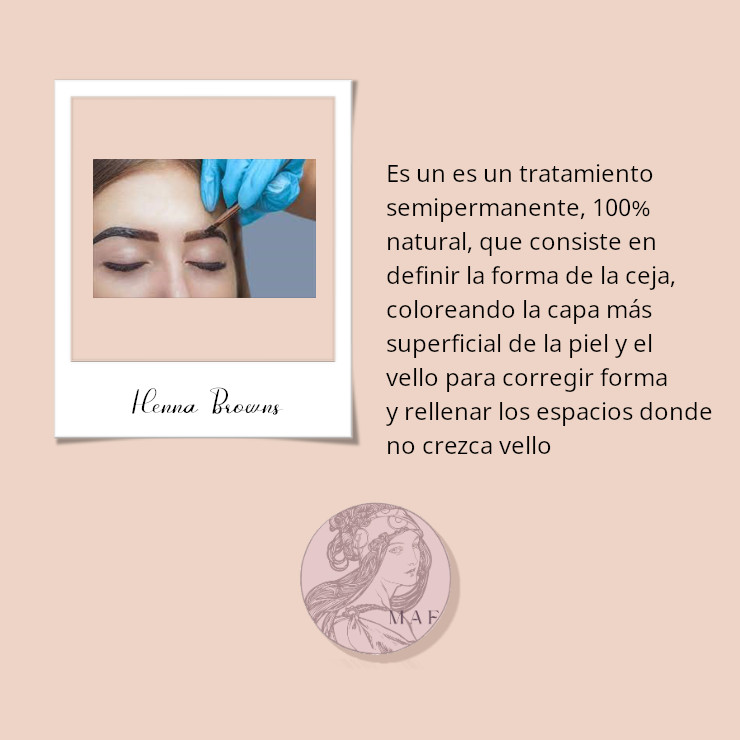 Henna Browns
Es un es un tratamiento
semipermanente, 100%
natural, que consiste en
definir la forma de la ceja,
coloreando la capa más
superficial de la piel y el
vello para corregir forma
y rellenar los espacios donde
no crezca vello
MAE